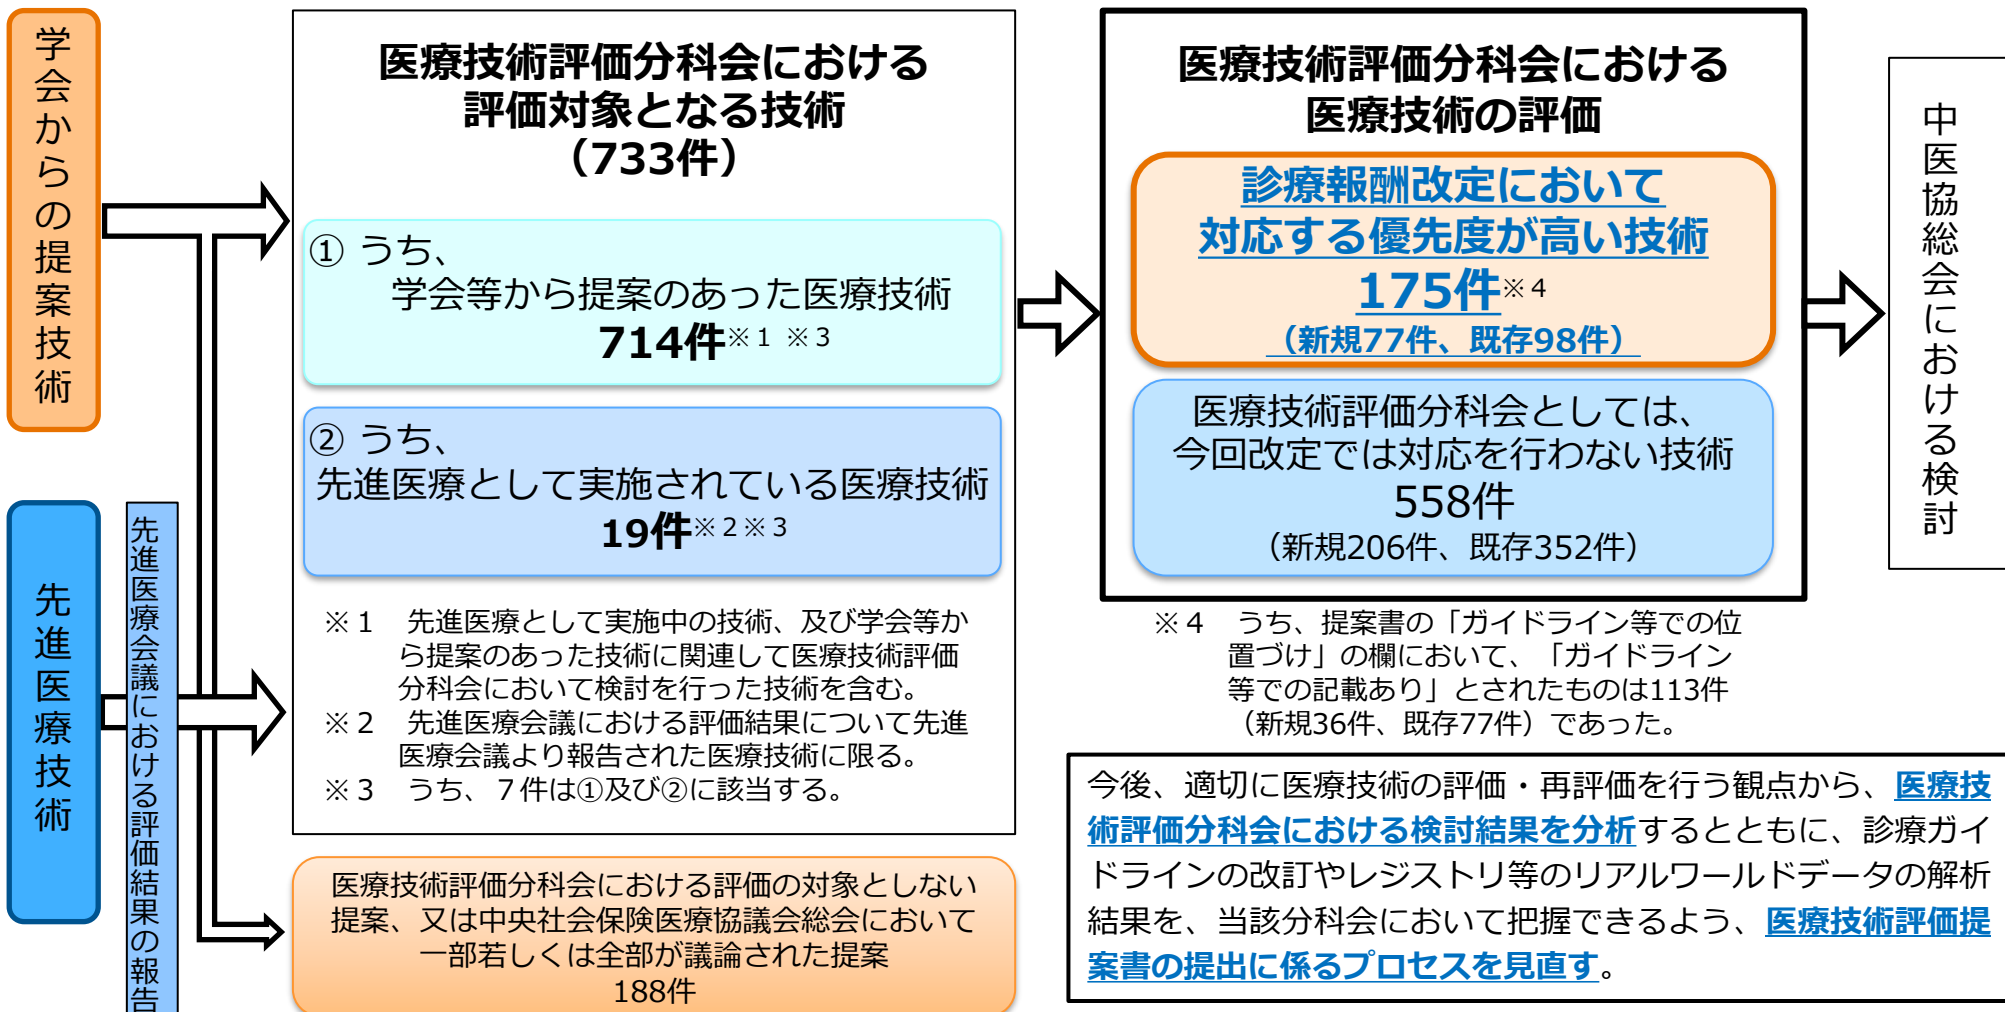 学会からの提案技術
先進医療技術
先進医療会議における評価結果の報告
医療技術評価分科会における
評価対象となる技術
（733件）
① うち、
学会等から提案のあった医療技術
714件※１ ※３
② うち、
先進医療として実施されている医療技術
19件※２※３
※１　先進医療として実施中の技術、及び学会等か
ら提案のあった技術に関連して医療技術評価
分科会において検討を行った技術を含む。
※２　先進医療会議における評価結果について先進
医療会議より報告された医療技術に限る。
※３　うち、７件は①及び②に該当する。
医療技術評価分科会における評価の対象としない
提案、又は中央社会保険医療協議会総会において
一部若しくは全部が議論された提案
188件
医療技術評価分科会における
医療技術の評価
診療報酬改定において
対応する優先度が高い技術
175件※４
（新規77件、既存98件）
医療技術評価分科会としては、
今回改定では対応を行わない技術
558件
（新規206件、既存352件）
※４　うち、提案書の「ガイドライン等での位
置づけ」の欄において、「ガイドライン
等での記載あり」とされたものは113件
（新規36件、既存77件）であった。
今後、適切に医療技術の評価・再評価を行う観点から、医療技
術評価分科会における検討結果を分析するとともに、診療ガイ
ドラインの改訂やレジストリ等のリアルワールドデータの解析
結果を、当該分科会において把握できるよう、医療技術評価提
案書の提出に係るプロセスを見直す。
中医協総会における検討